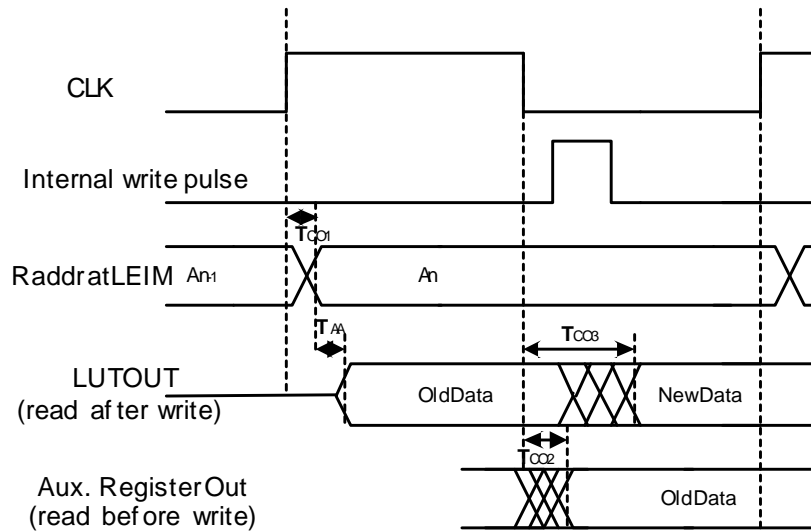 CLK
Internal write pulse
TCO1
RaddratLEIM An-1 An
TAA TCO3
LUTOUT
(read after write)
OldData NewData
TCO2
Aux. RegisterOut
(read before write)
OldData